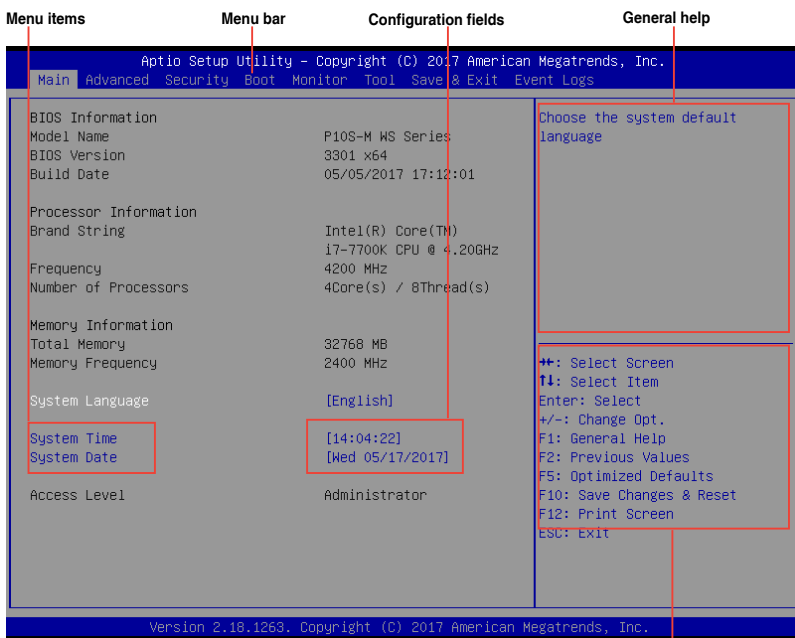 Menu items Menu bar Configuration fields General help
Aptio Setup Utility – Copyright (C) 2017 American Megatrends, Inc.
Main Advanced Security Boot Monitor Tool Save & Exit Event Logs
BIOS Information
Model Name P10S-M WS Series
BIOS Version 3301 x64
Build Date 05/05/2017 17:12:01
Processor Information
Brand String Intel(R) Core(TM)
i7-7700K CPU @ 4.20GHz
Frequency 4200 MHz
Number of Processors 4Core(s) / 8Thread(s)
Memory Information
Total Memory 32768 MB
Memory Frequency 2400 MHz
System Language [English]
System Time [14:04:22]
System Date [Wed 05/17/2017]
Access Level Administrator
Choose the system default
language
→←: Select Screen
↑↓: Select Item
Enter: Select
+/-: Change Opt.
F1: General Help
F2: Previous Values
F5: Optimized Defaults
F10: Save Changes & Reset
F12: Print Screen
ESC: Exit
Version 2.18.1263. Copyright (C) 2017 American Megatrends, Inc.